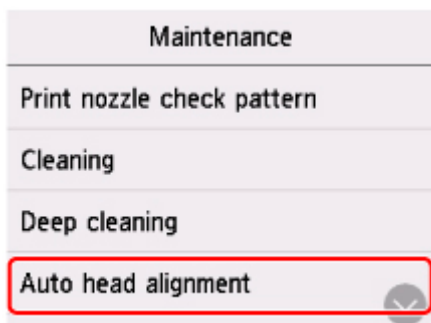 Maintenance
Print nozzle check pattern
Cleaning
Deep cleaning
Auto head alignment